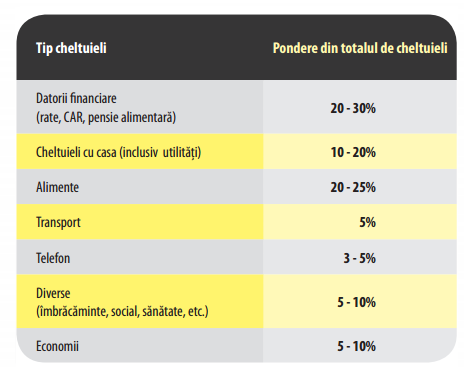 Tip cheltuieli Pondere din totalul de cheltuieli
Datorii financiare
(rate, CAR, pensie alimentară) 20 - 30%
Cheltuieli cu casa (inclusiv utilități) 10 - 20%
Alimente 20 - 25%
Transport 5%
Telefon 3 - 5%
Diverse
(îmbrăcăminte, social, sănătate, etc.) 5 - 10%
Economii 5 - 10%